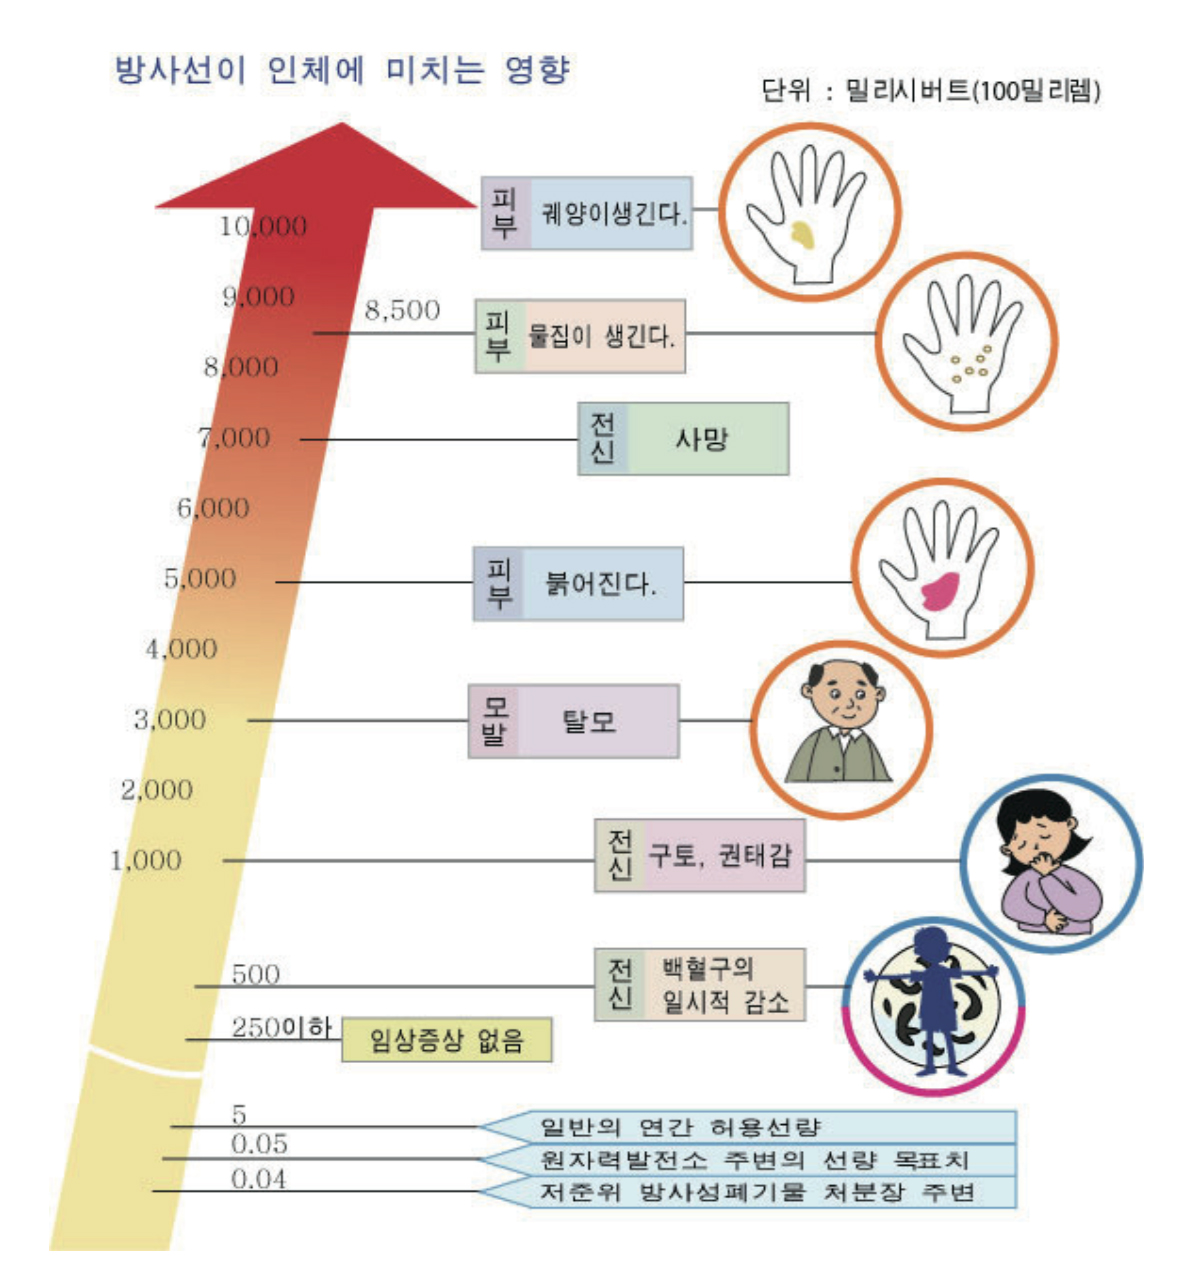 방사선이 인체에 미치는 영향
단위 : 밀리시버트(100밀리렘)
10,000
피부 궤양이생긴다.
9,000
8,500
피부 물집이 생긴다.
8,000
7,000
전신 사망
6,000
5,000
피부 붉어진다.
4,000
3,000
모발 탈모
2,000
1,000
전신 구토, 권태감
500
전신 백혈구의
일시적 감소
250이하
임상증상 없음
5
일반의 연간 허용선량
0.05
원자력발전소 주변의 선량 목표치
0.04
저준위 방사성폐기물 처분장 주변